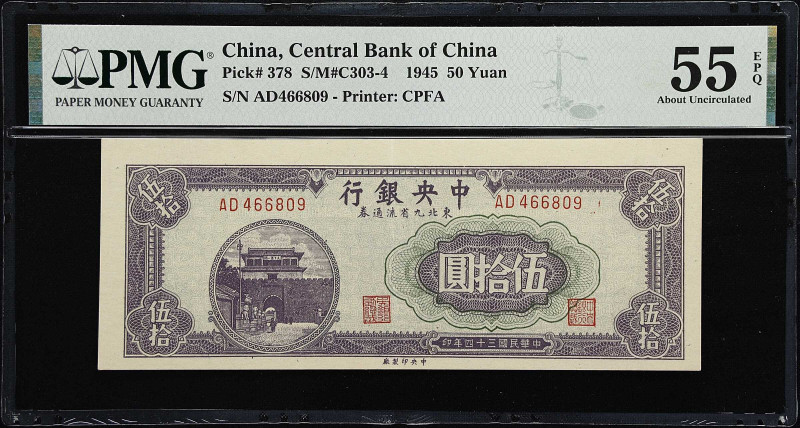 PMG®
PAPER MONEY GUARANTY
China, Central Bank of China
Pick# 378 S/M#C303-4 1945 50 Yuan
S/N AD466809 - Printer: CPFA
55 EPQ
About Uncirculated
伍拾
伍拾
行銀央中
券通流省九北東
AD 466809
AD 466809
圓拾伍
伍拾
伍拾
印年四十三國民華中
廠製印央中